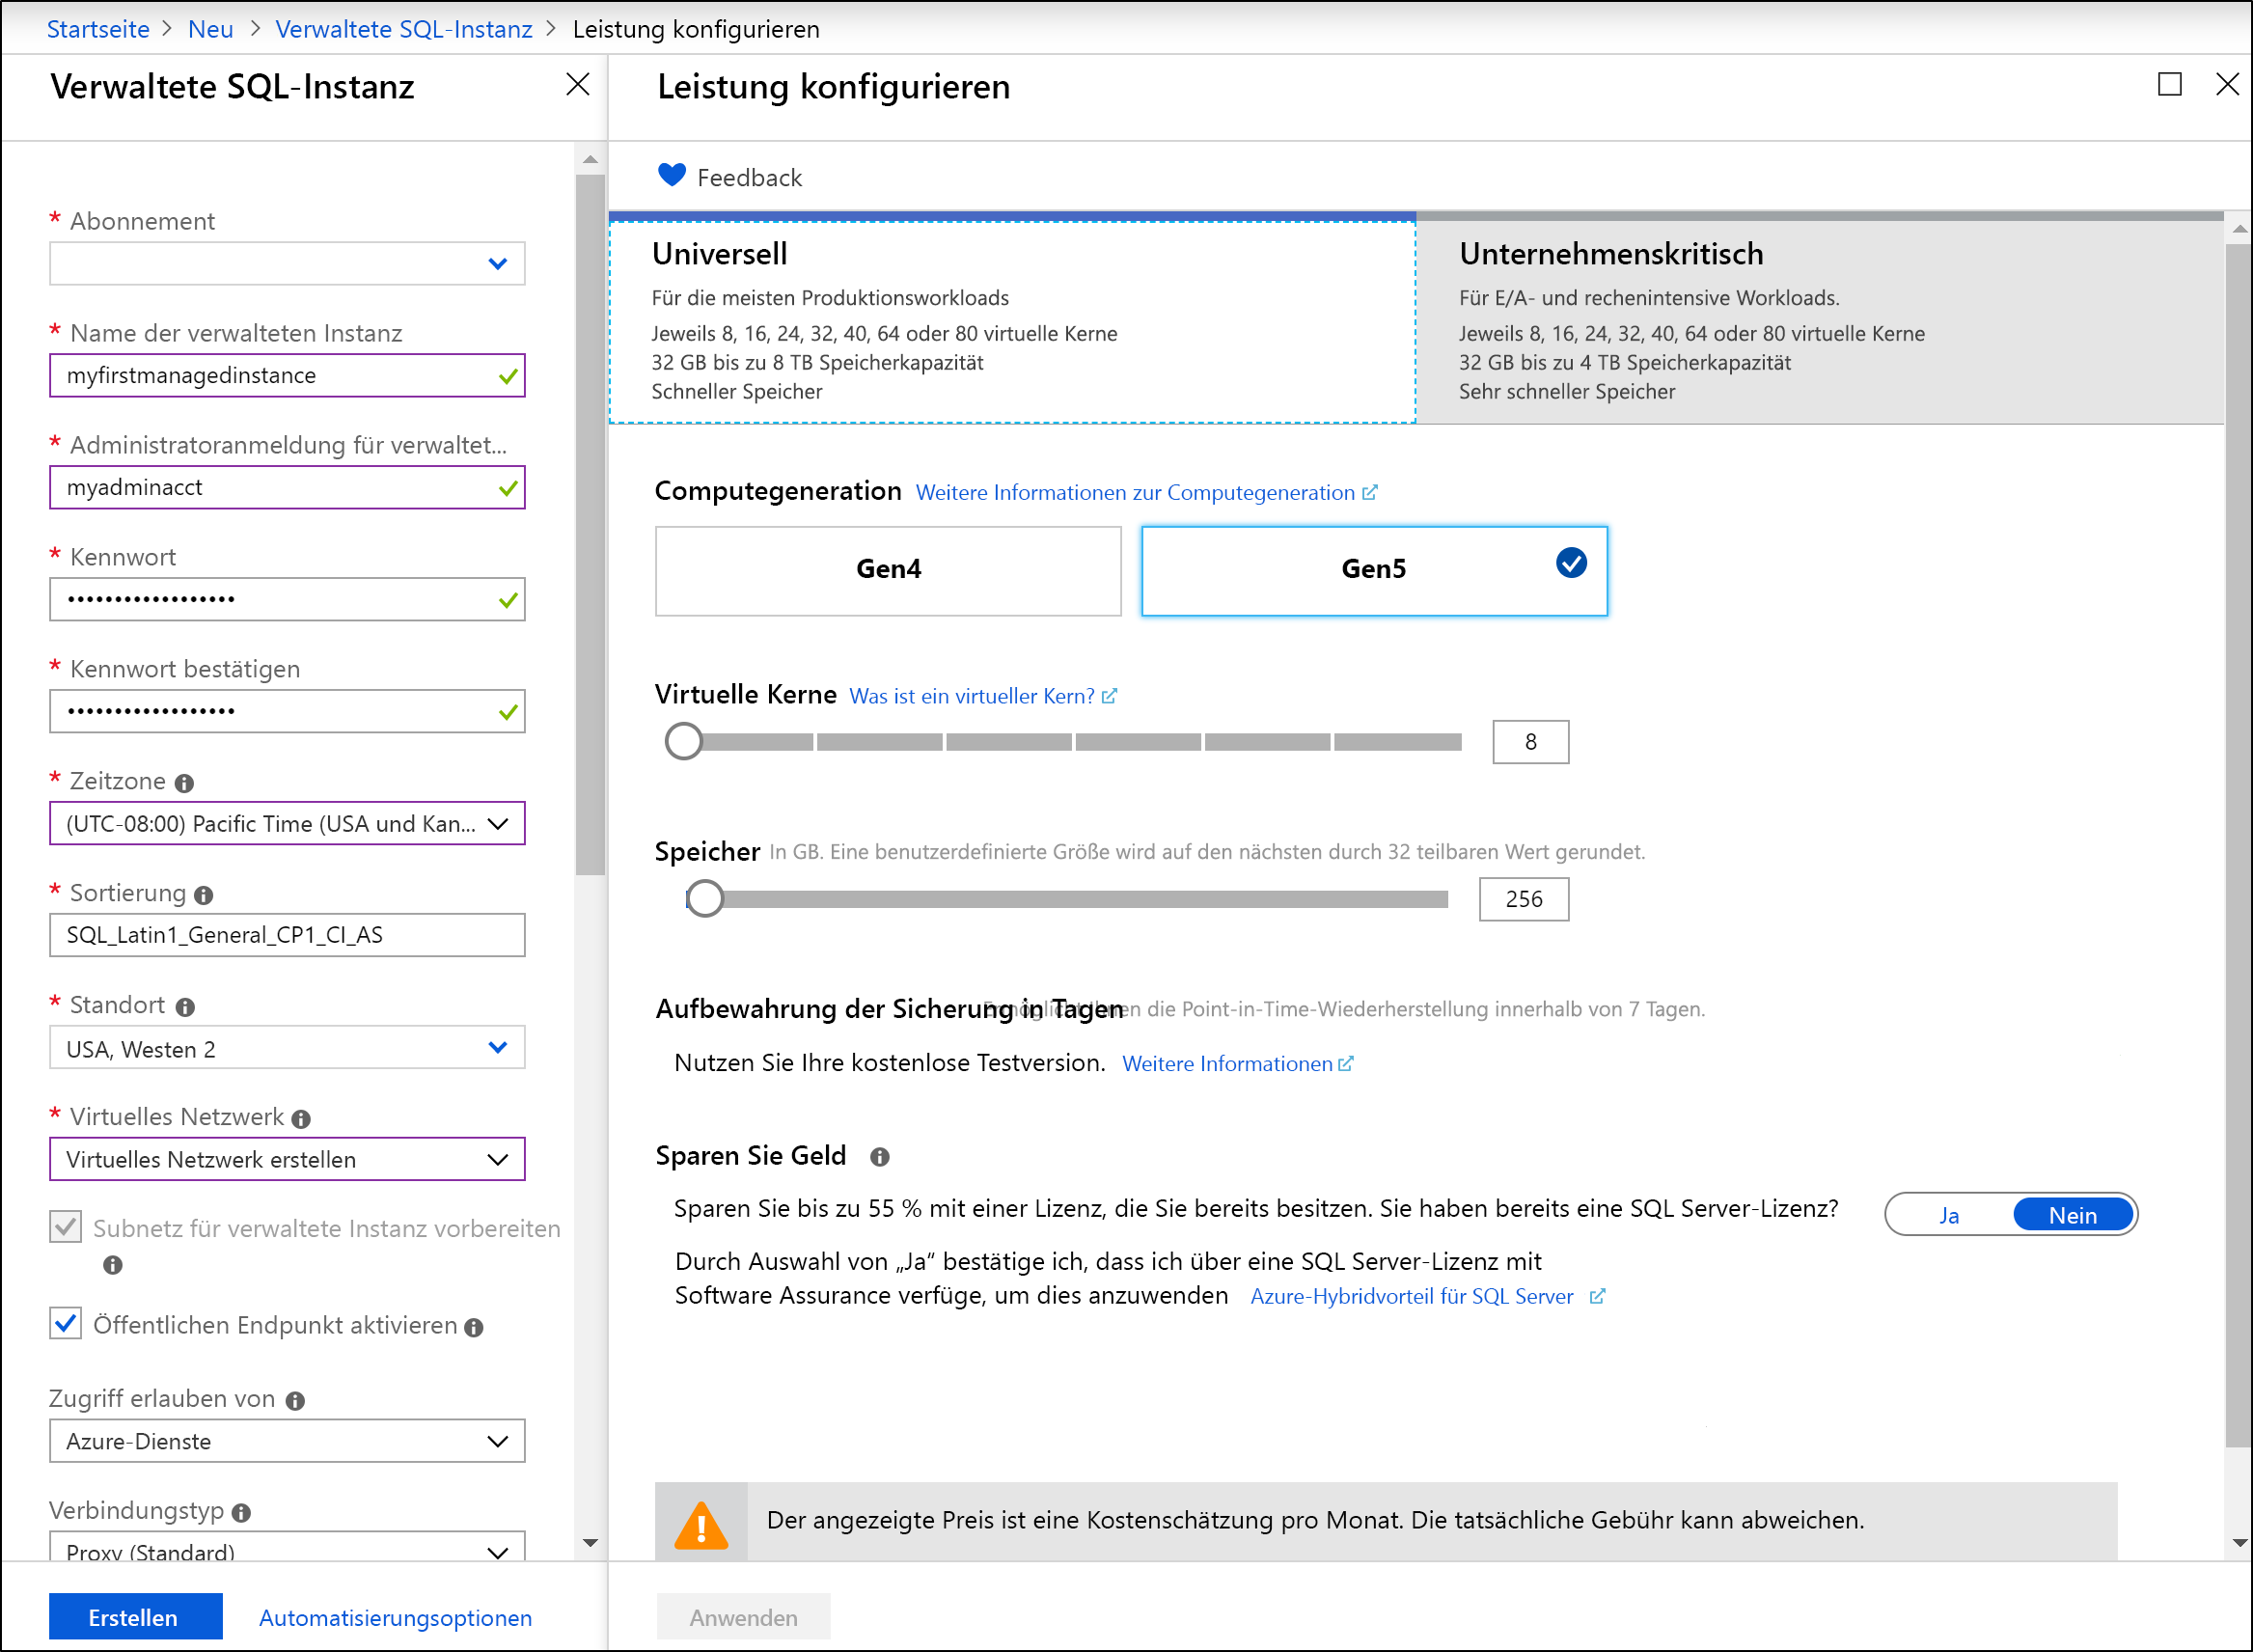 Startseite > Neu > Verwaltete SQL-Instanz > Leistung konfigurieren
Verwaltete SQL-Instanz
* Abonnement
* Name der verwalteten Instanz
myfirstmanagedinstance
* Administratoranmeldung für verwaltet...
myadminacct
* Kennwort
••••••••••••••••••
* Kennwort bestätigen
••••••••••••••••••
* Zeitzone
(UTC-08:00) Pacific Time (USA und Kan...
* Sortierung
SQL_Latin1_General_CP1_CI_AS
* Standort
USA, Westen 2
* Virtuelles Netzwerk
Virtuelles Netzwerk erstellen
Subnetz für verwaltete Instanz vorbereiten
Öffentlichen Endpunkt aktivieren
Zugriff erlauben von
Azure-Dienste
Verbindungstyp
Proxy (Standard)
Erstellen
Automatisierungsoptionen
Leistung konfigurieren
Feedback
Universell
Für die meisten Produktionsworkloads
Jeweils 8, 16, 24, 32, 40, 64 oder 80 virtuelle Kerne
32 GB bis zu 8 TB Speicherkapazität
Schneller Speicher
Unternehmenskritisch
Für E/A- und rechenintensive Workloads.
Jeweils 8, 16, 24, 32, 40, 64 oder 80 virtuelle Kerne
32 GB bis zu 4 TB Speicherkapazität
Sehr schneller Speicher
Computegeneration Weitere Informationen zur Computegeneration
Gen4
Gen5
Virtuelle Kerne Was ist ein virtueller Kern?
8
Speicher In GB. Eine benutzerdefinierte Größe wird auf den nächsten durch 32 teilbaren Wert gerundet.
256
Aufbewahrung der Sicherung in Tagen Ermöglicht Ihnen die Point-in-Time-Wiederherstellung innerhalb von 7 Tagen.
Nutzen Sie Ihre kostenlose Testversion. Weitere Informationen
Sparen Sie Geld
Sparen Sie bis zu 55 % mit einer Lizenz, die Sie bereits besitzen. Sie haben bereits eine SQL Server-Lizenz?
Ja Nein
Durch Auswahl von „Ja“ bestätige ich, dass ich über eine SQL Server-Lizenz mit
Software Assurance verfüge, um dies anzuwenden Azure-Hybridvorteil für SQL Server
Der angezeigte Preis ist eine Kostenschätzung pro Monat. Die tatsächliche Gebühr kann abweichen.
Anwenden